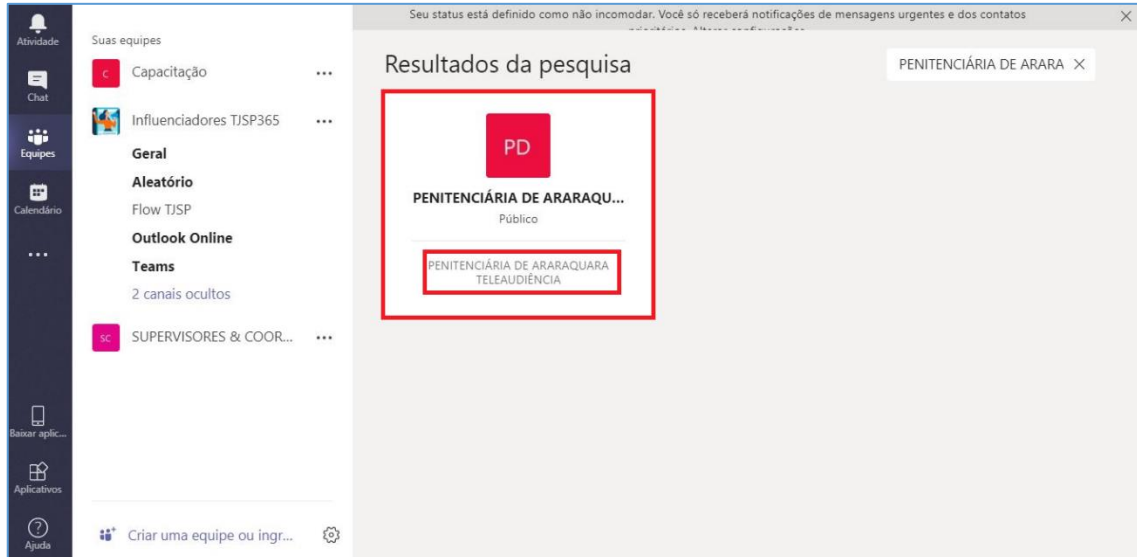 Atividade
Chat
Equipes
Calendário
...
Baixar aplic...
Aplicativos
Ajuda
Suas equipes
C
Capacitação
...
Influenciadores TJSP365
...
Geral
Aleatório
Flow TJSP
Outlook Online
Teams
2 canais ocultos
SC
SUPERVISORES & COOR...
...
Criar uma equipe ou ingr...
Seu status está definido como não incomodar. Você só receberá notificações de mensagens urgentes e dos contatos
prioritários. Alterar configurações
Resultados da pesquisa
PENITENCIÁRIA DE ARARA
PD
PENITENCIÁRIA DE ARARAQU...
Público
PENITENCIÁRIA DE ARARAQUARA
TELEAUDIÊNCIA